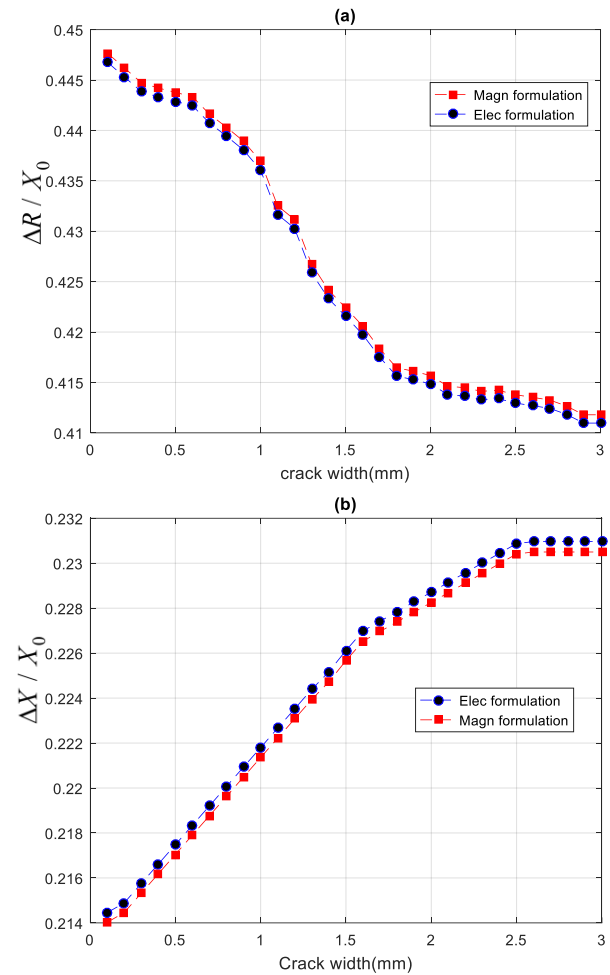 (a)
0.45
0.445
0.44
0.435
0.43
0.425
0.42
0.415
0.41
ΔR / X₀
Magn formulation
Elec formulation
0 0.5 1 1.5 2 2.5 3
crack width(mm)
(b)
0.232
0.23
0.228
0.226
0.224
0.222
0.22
0.218
0.216
0.214
ΔX / X₀
Elec formulation
Magn formulation
0 0.5 1 1.5 2 2.5 3
Crack width(mm)